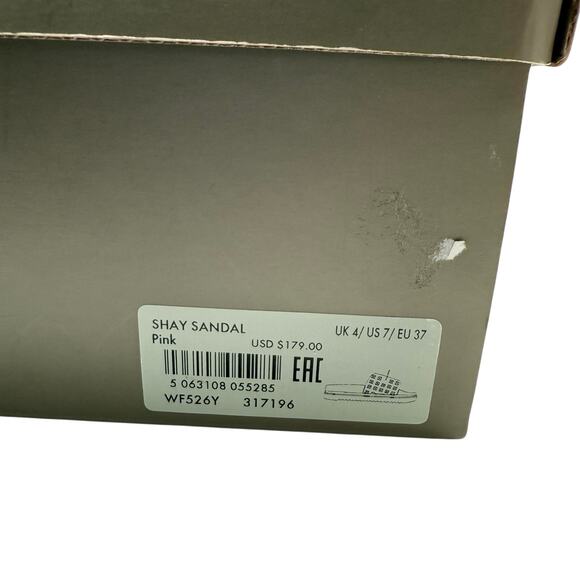 SHAY SANDAL
Pink
USD $179.00
UK 4/ US 7/ EU 37
EAC
5 063108 055285
WF526Y 317196